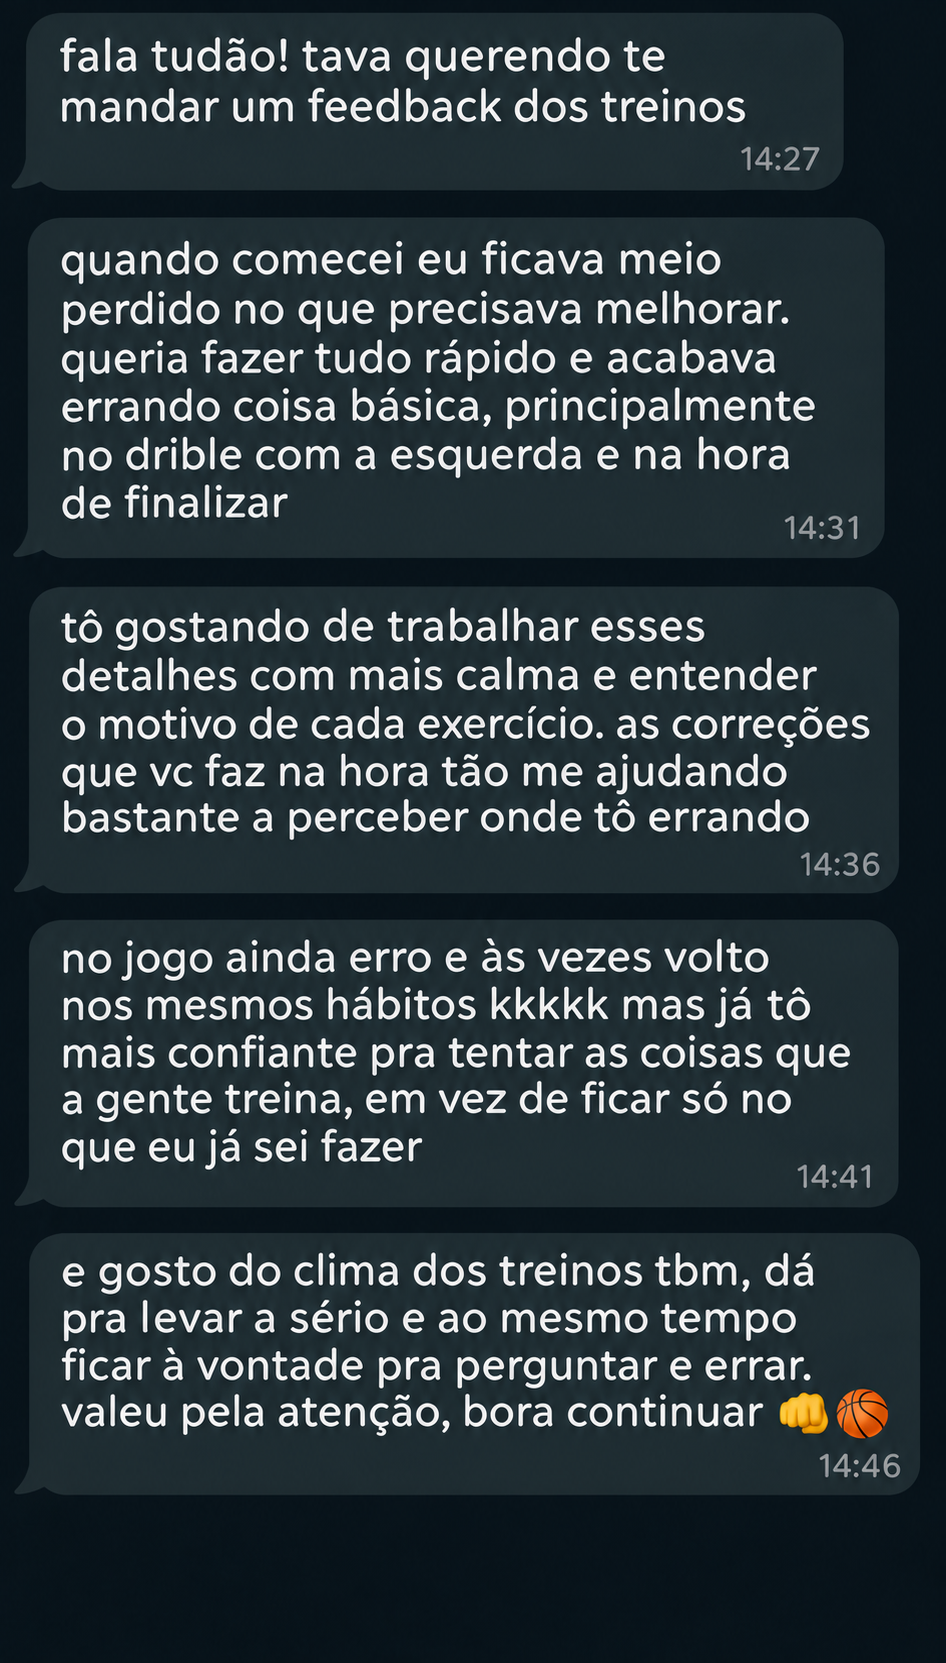 fala tudão! tava querendo te
mandar um feedback dos treinos
14:27
quando comecei eu ficava meio
perdido no que precisava melhorar.
queria fazer tudo rápido e acabava
errando coisa básica, principalmente
no drible com a esquerda e na hora
de finalizar
14:31
tô gostando de trabalhar esses
detalhes com mais calma e entender
o motivo de cada exercício. as correções
que vc faz na hora tão me ajudando
bastante a perceber onde tô errando
14:36
no jogo ainda erro e às vezes volto
nos mesmos hábitos kkkkk mas já tô
mais confiante pra tentar as coisas que
a gente treina, em vez de ficar só no
que eu já sei fazer
14:41
e gosto do clima dos treinos tbm, dá
pra levar a sério e ao mesmo tempo
ficar à vontade pra perguntar e errar.
valeu pela atenção, bora continuar 👊🏀
14:46